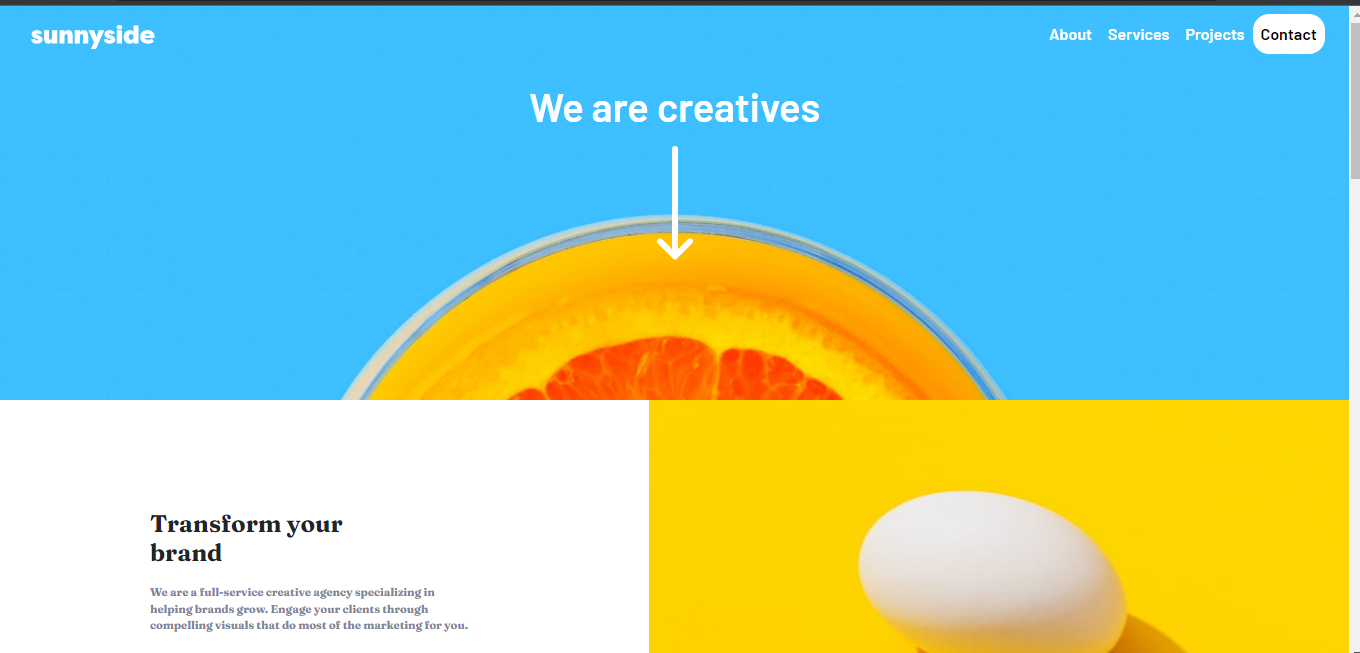 sunnyside
About Services Projects Contact
We are creatives
Transform your
brand
We are a full-service creative agency specializing in
helping brands grow. Engage your clients through
compelling visuals that do most of the marketing for you.